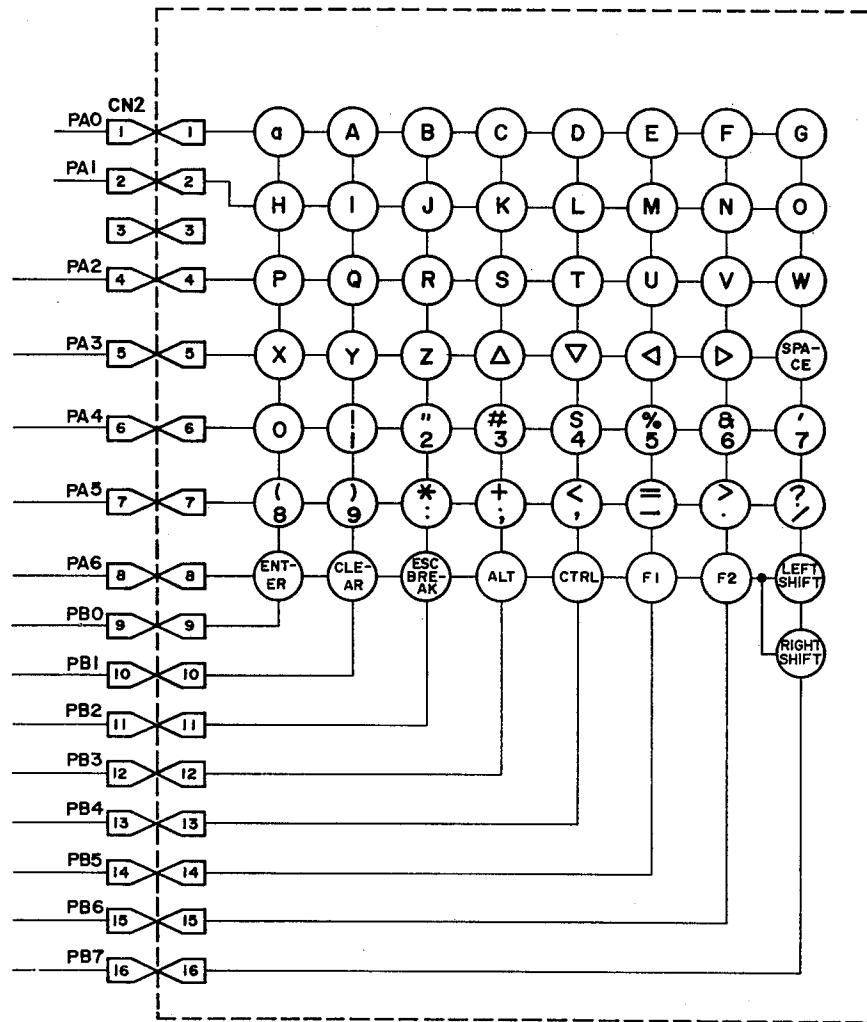 CN2
PA0 1 1 a A B C D E F G
PA1 2 2 H I J K L M N O
3 3
PA2 4 4 P Q R S T U V W
PA3 5 5 X Y Z △ ▽ ◁ ▷ SPA-
CE
PA4 6 6 0 ! " # S % & '
1 2 3 4 5 6 7
PA5 7 7 ( ) * + < = > ?
8 9 : ; , — . /
PA6 8 8 ENT-
ER CLE-
AR ESC
BRE-
AK ALT CTRL F1 F2 LEFT
SHIFT
PB0 9 9
RIGHT
SHIFT
PB1 10 10
PB2 11 11
PB3 12 12
PB4 13 13
PB5 14 14
PB6 15 15
PB7 16 16